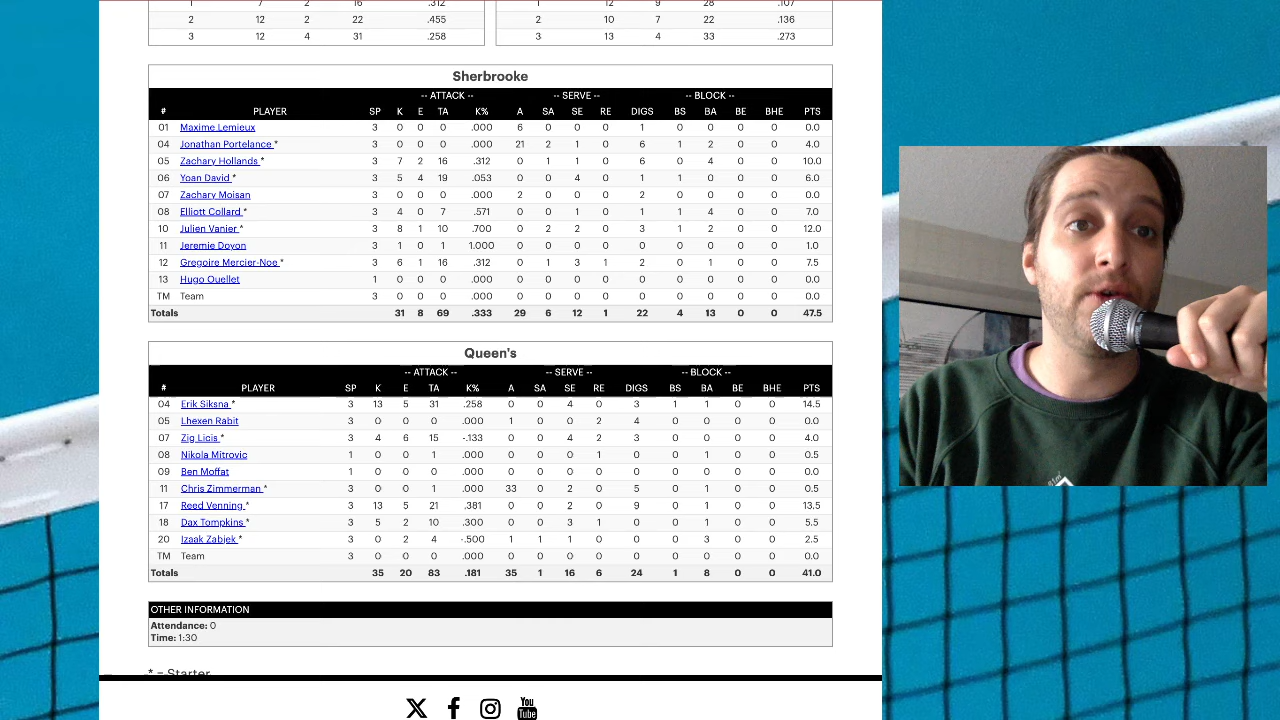 1 7 2 16 .312 1 12 9 28 .107
2 12 2 22 .455 2 10 7 22 .136
3 12 4 31 .258 3 13 4 33 .273
Sherbrooke
-- ATTACK -- -- SERVE -- -- BLOCK --
# PLAYER SP K E TA K% A SA SE RE DIGS BS BA BE BHE PTS
01 Maxime Lemieux 3 0 0 0 .000 6 0 0 0 1 0 0 0 0 0.0
04 Jonathan Portelance * 3 0 0 0 .000 21 2 1 0 6 1 2 0 0 4.0
05 Zachary Hollands * 3 7 2 16 .312 0 1 1 0 6 0 4 0 0 10.0
06 Yoan David * 3 5 4 19 .053 0 0 4 0 1 1 0 0 0 6.0
07 Zachary Moisan 3 0 0 0 .000 2 0 0 0 2 0 0 0 0 0.0
08 Elliott Collard * 3 4 0 7 .571 0 0 1 0 1 1 4 0 0 7.0
10 Julien Vanier * 3 8 1 10 .700 0 2 2 0 3 1 2 0 0 12.0
11 Jeremie Doyon 3 1 0 1 1.000 0 0 0 0 0 0 0 0 0 1.0
12 Gregoire Mercier-Noe * 3 6 1 16 .312 0 1 3 1 2 0 1 0 0 7.5
13 Hugo Ouellet 1 0 0 0 .000 0 0 0 0 0 0 0 0 0 0.0
TM Team 3 0 0 0 .000 0 0 0 0 0 0 0 0 0 0.0
Totals 31 8 69 .333 29 6 12 1 22 4 13 0 0 47.5
Queen's
-- ATTACK -- -- SERVE -- -- BLOCK --
# PLAYER SP K E TA K% A SA SE RE DIGS BS BA BE BHE PTS
04 Erik Siksna * 3 13 5 31 .258 0 0 4 0 3 1 1 0 0 14.5
05 Lhexen Rabit 3 0 0 0 .000 1 0 0 2 4 0 0 0 0 0.0
07 Zig Licis * 3 4 6 15 -.133 0 0 4 2 3 0 0 0 0 4.0
08 Nikola Mitrovic 1 0 0 1 .000 0 0 0 1 0 0 1 0 0 0.5
09 Ben Moffat 1 0 0 0 .000 0 0 0 0 0 0 0 0 0 0.0
11 Chris Zimmerman * 3 0 0 1 .000 33 0 2 0 5 0 1 0 0 0.5
17 Reed Venning * 3 13 5 21 .381 0 0 2 0 9 0 1 0 0 13.5
18 Dax Tompkins * 3 5 2 10 .300 0 0 3 1 0 0 1 0 0 5.5
20 Izaak Zabjek * 3 0 2 4 -.500 1 1 1 0 0 0 3 0 0 2.5
TM Team 3 0 0 0 .000 0 0 0 0 0 0 0 0 0 0.0
Totals 35 20 83 .181 35 1 16 6 24 1 8 0 0 41.0
OTHER INFORMATION
Attendance: 0
Time: 1:30
* = Starter
You
Tube